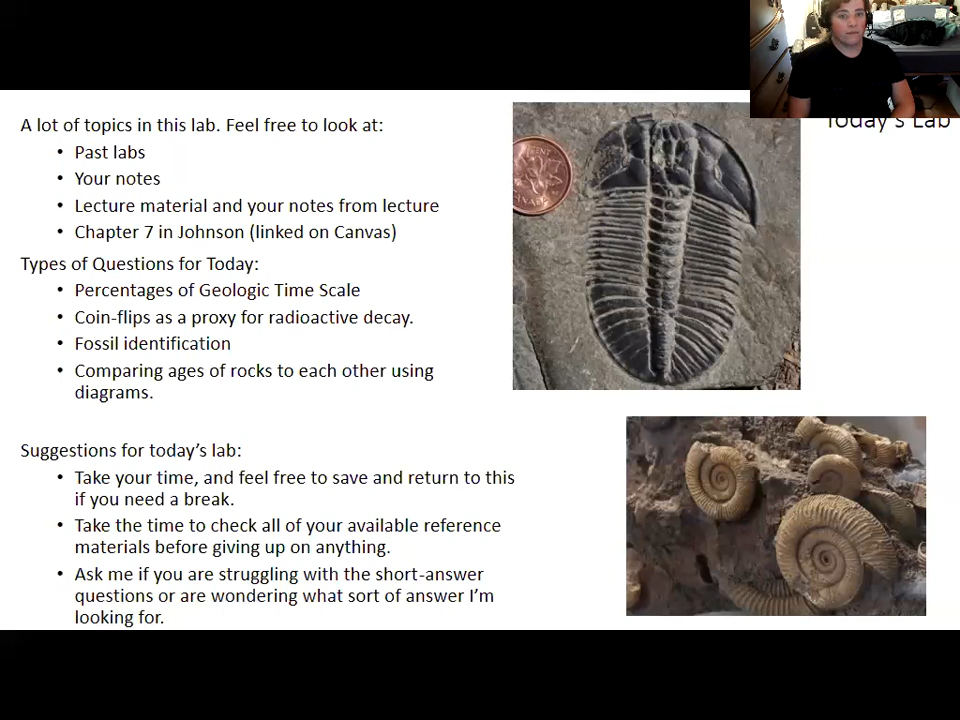 Today's Lab
A lot of topics in this lab. Feel free to look at:
• Past labs
• Your notes
• Lecture material and your notes from lecture
• Chapter 7 in Johnson (linked on Canvas)
Types of Questions for Today:
• Percentages of Geologic Time Scale
• Coin-flips as a proxy for radioactive decay.
• Fossil identification
• Comparing ages of rocks to each other using
diagrams.
Suggestions for today's lab:
• Take your time, and feel free to save and return to this
if you need a break.
• Take the time to check all of your available reference
materials before giving up on anything.
• Ask me if you are struggling with the short-answer
questions or are wondering what sort of answer I'm
looking for.